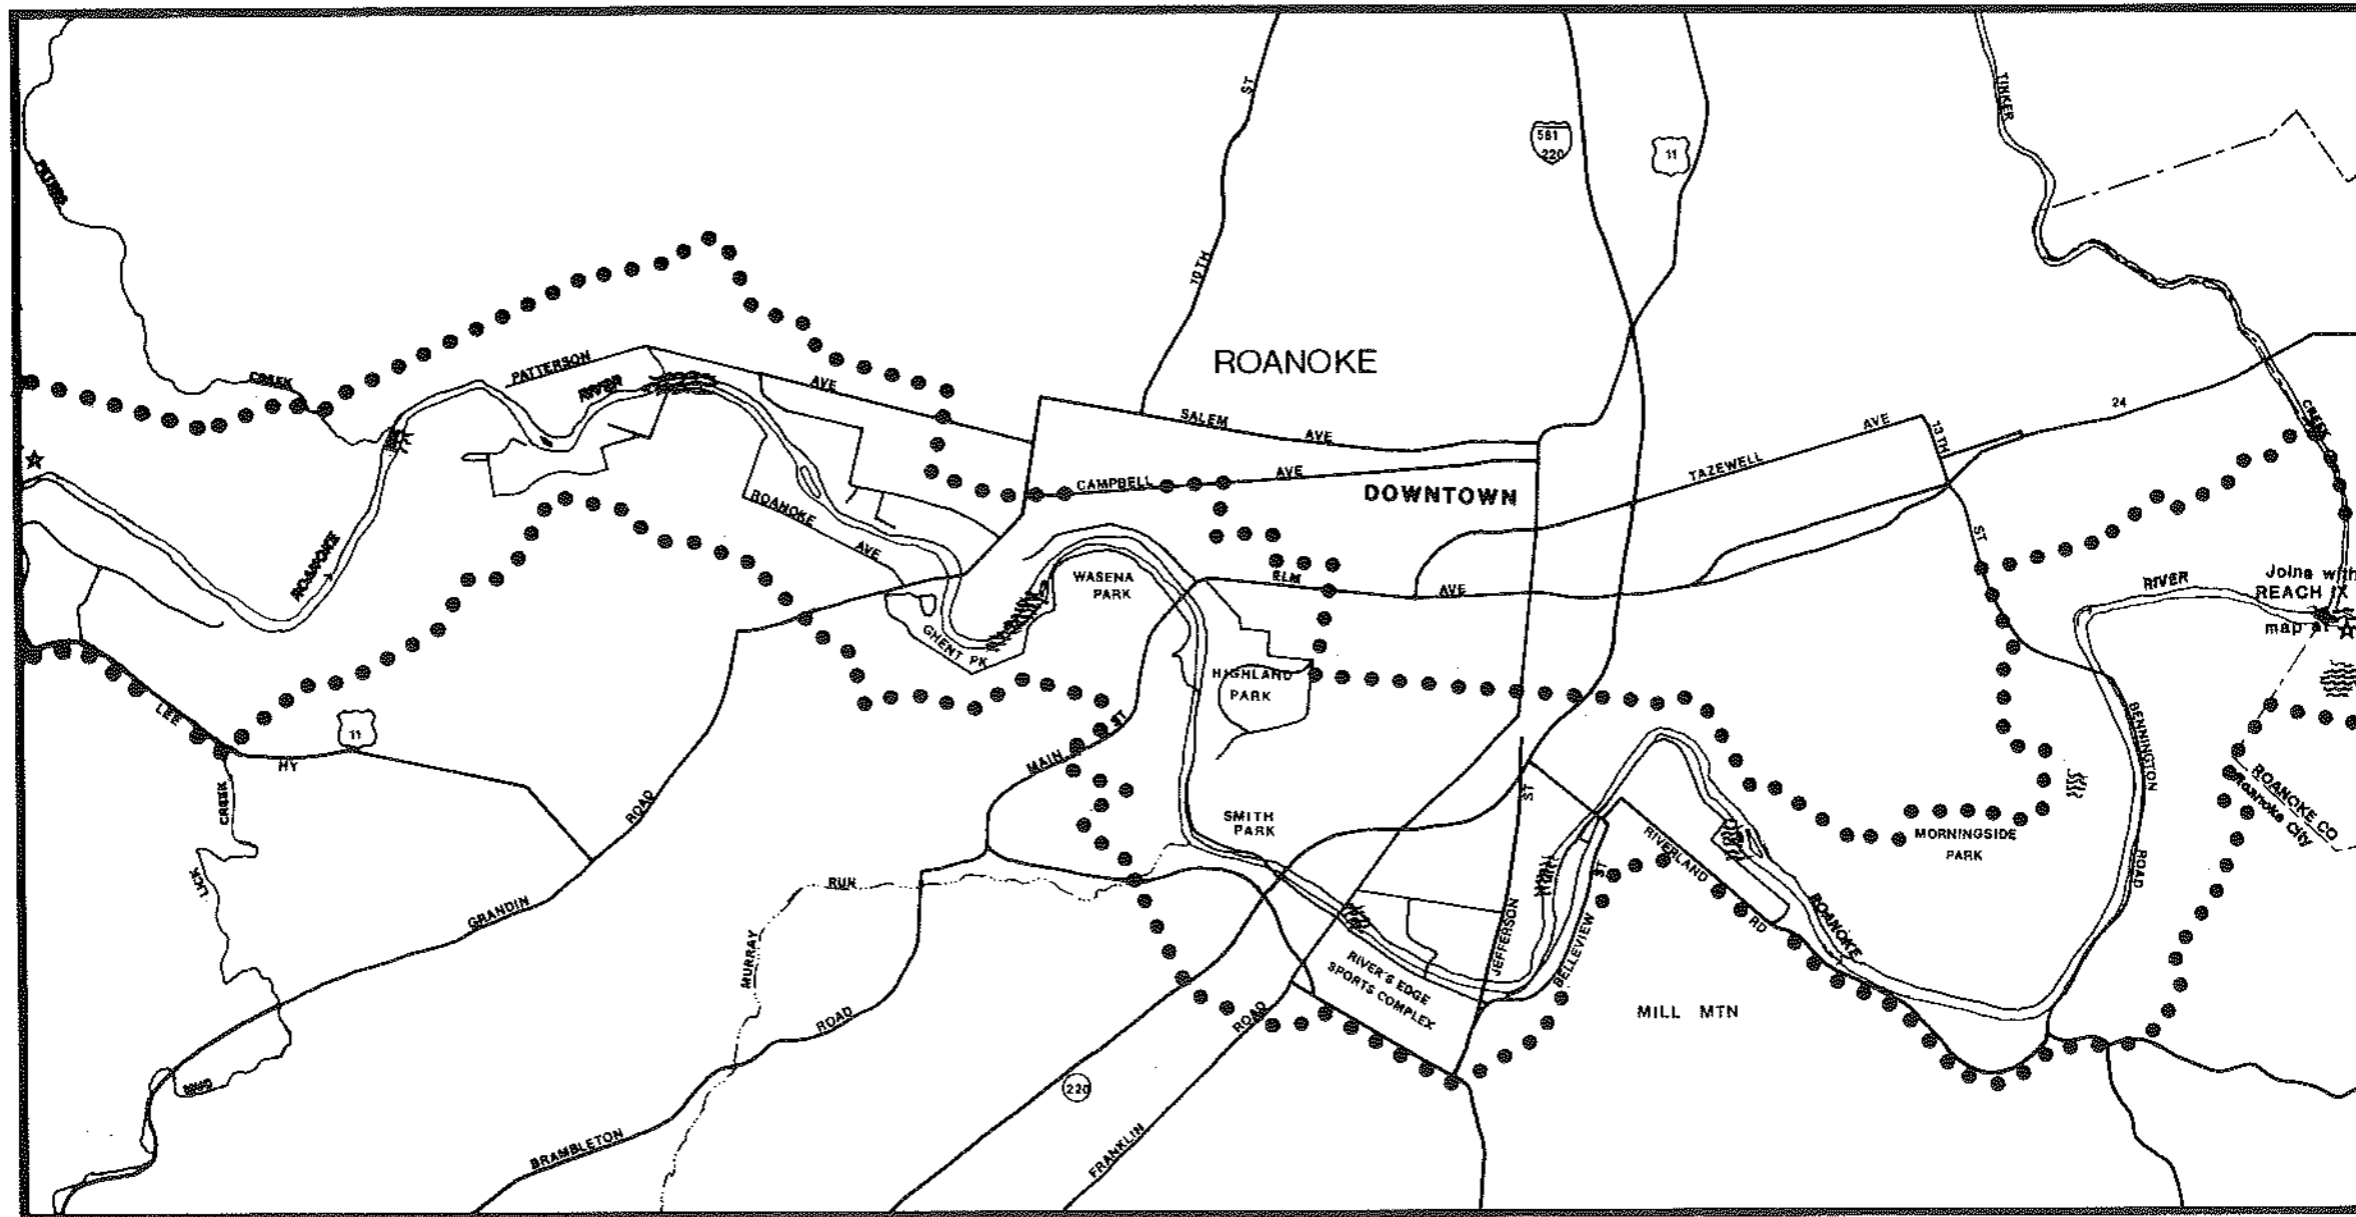 ST
581
220
11
TINKER
10TH
ROANOKE
PATTERSON
AVE
RIVER
CREEK
SALEM
AVE
24
AVE
13TH
CREEK
TAZEWELL
CAMPBELL
AVE
DOWNTOWN
ROANOKE
AVE
ST
ROANOKE
WASENA
PARK
ELM
AVE
RIVER
Joins with
REACH IX
map at
GHENT PK
HIGHLAND
PARK
LEE
HY
11
MAIN
ST
BENNINGTON
ROAD
ROANOKE CO
Roanoke City
CREEK
ROAD
SMITH
PARK
ST
RIVERLAND
RD
MORNINGSIDE
PARK
LICK
GRANDIN
RUN
MURRAY
ST
JEFFERSON
BELLEVIEW
ROANOKE
RIVER'S EDGE
SPORTS COMPLEX
MILL MTN
ROAD
ROAD
220
BRAMBLETON
FRANKLIN